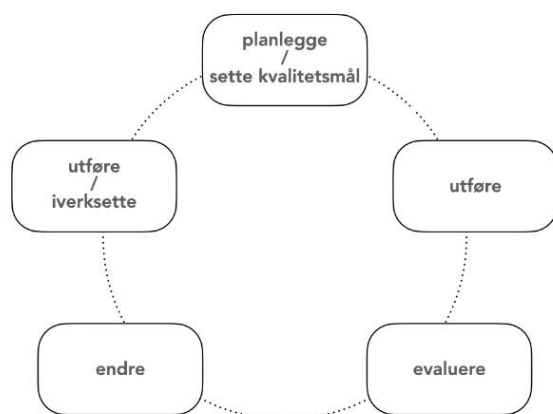 planlegge
/
sette kvalitetsmål
utføre
/
iverksette
utføre
endre
evaluere